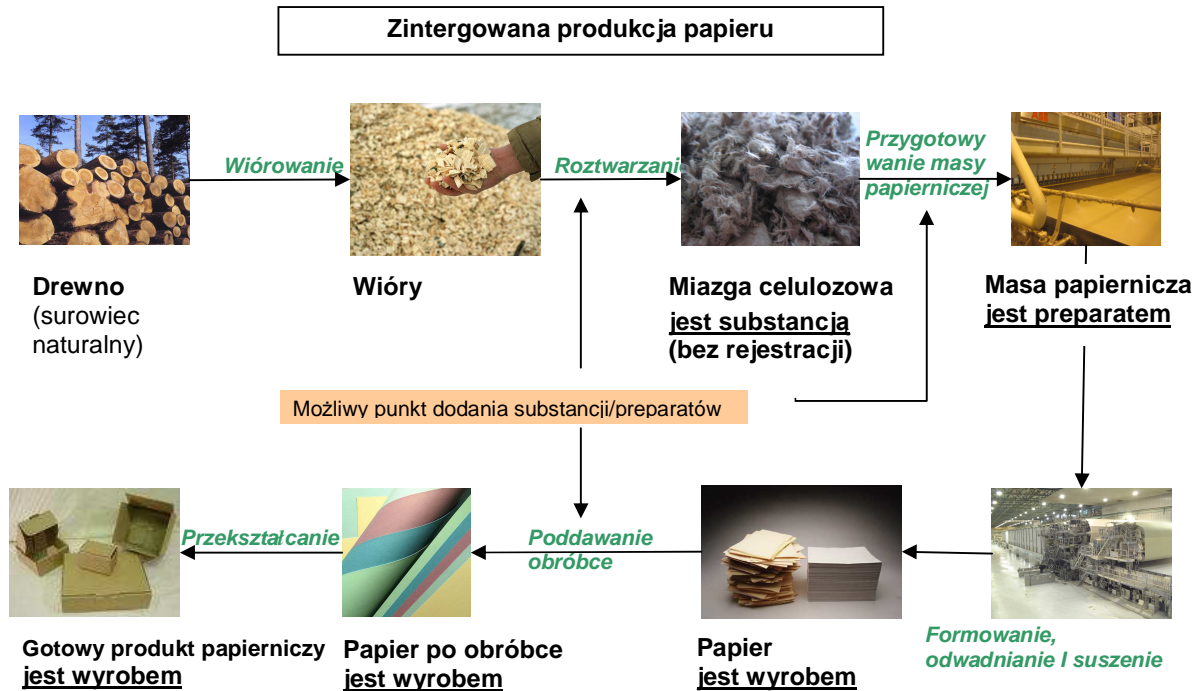 Zintergowana produkcja papieru
Wiórowanie
Roztwarzanie
Przygotowy
wanie masy
papierniczej
ABB
Drewno
(surowiec
naturalny)
Wióry
Miazga celulozowa
jest substancją
(bez rejestracji)
Masa papiernicza
jest preparatem
Możliwy punkt dodania substancji/preparatów
Przekształcanie
Poddawanie
obróbce
Gotowy produkt papierniczy
jest wyrobem
Papier po obróbce
jest wyrobem
Papier
jest wyrobem
Formowanie,
odwadnianie I suszenie